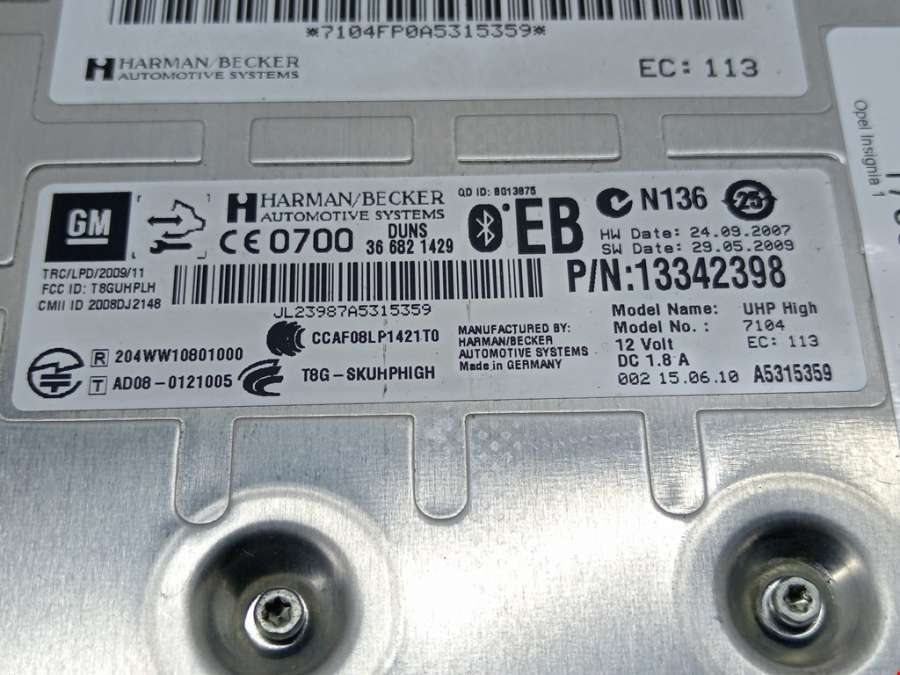 *7104FP0A5315359*
HARMAN/BECKER
AUTOMOTIVE SYSTEMS
EC: 113
Opel Insignia 1
GM
HARMAN/BECKER
AUTOMOTIVE SYSTEMS
QD ID: B013875
EB
N136
25
CE 0700
DUNS
36 682 1429
HW Date: 24.09.2007
SW Date: 29.05.2009
TRC/LPD/2009/11
FCC ID: T8GUHPLH
CMII ID 2008DJ2148
P/N:13342398
JL23987A5315359
R 204WW10801000
T AD08-0121005
CCAF08LP1421T0
T8G-SKUHPHIGH
MANUFACTURED BY:
HARMAN/BECKER
AUTOMOTIVE SYSTEMS
Made in GERMANY
Model Name: UHP High
Model No.: 7104
12 Volt EC: 113
DC 1.8 A
002 15.06.10 A5315359